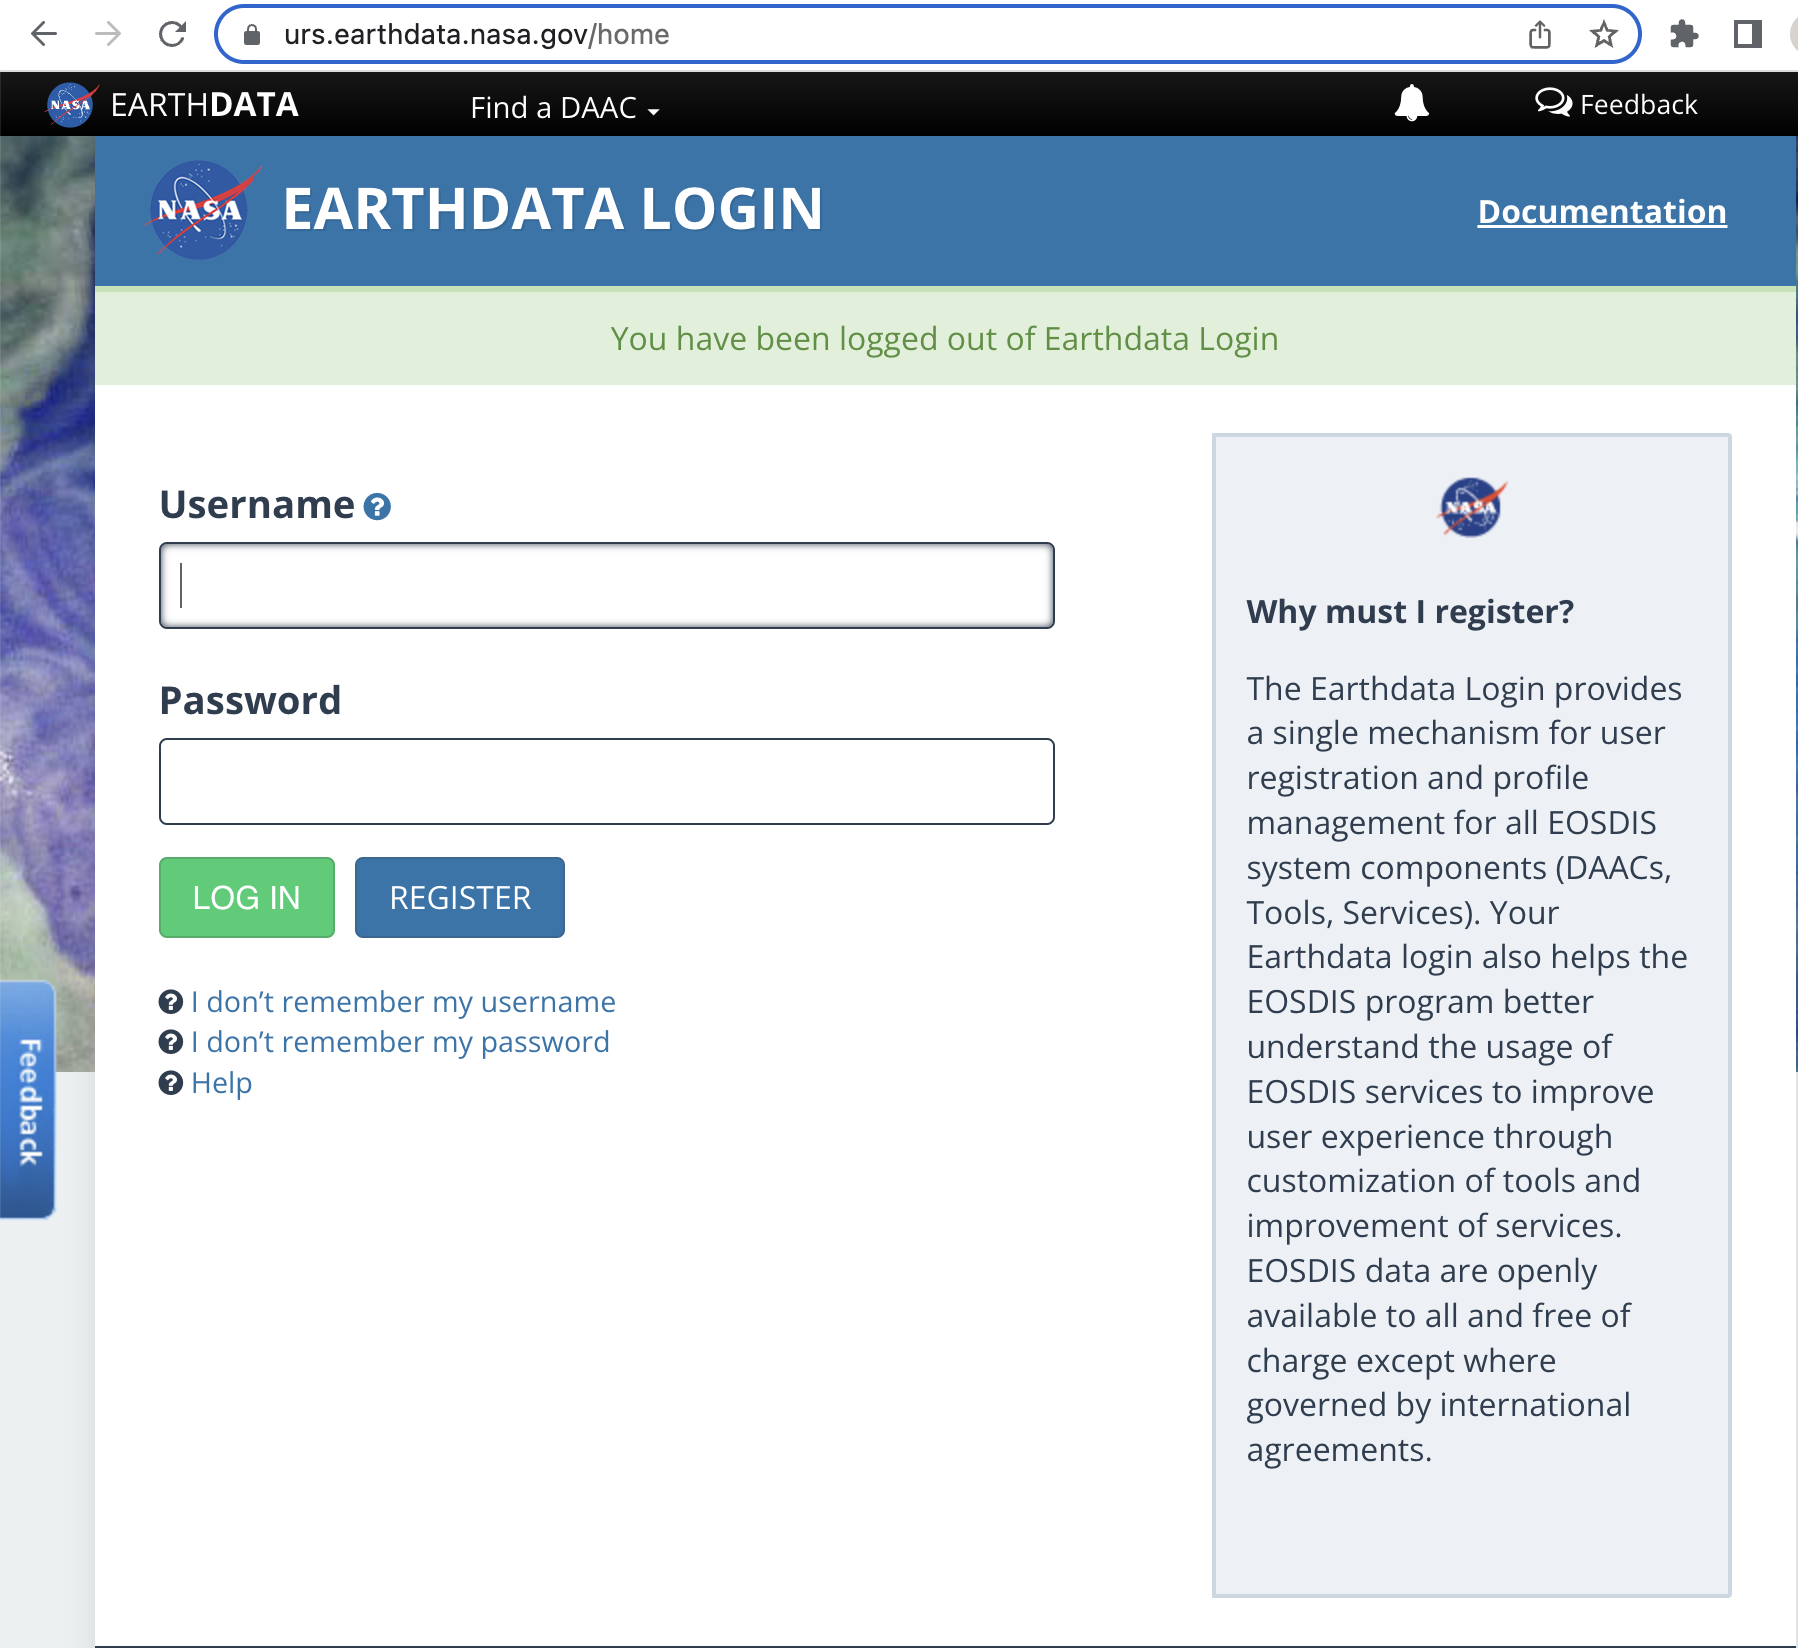 urs.earthdata.nasa.gov/home
NASA EARTHDATA Find a DAAC Feedback
NASA EARTHDATA LOGIN Documentation
You have been logged out of Earthdata Login
Username ?
Password
LOG IN REGISTER
? I don’t remember my username
? I don’t remember my password
? Help
Feedback
NASA
Why must I register?
The Earthdata Login provides
a single mechanism for user
registration and profile
management for all EOSDIS
system components (DAACs,
Tools, Services). Your
Earthdata login also helps the
EOSDIS program better
understand the usage of
EOSDIS services to improve
user experience through
customization of tools and
improvement of services.
EOSDIS data are openly
available to all and free of
charge except where
governed by international
agreements.